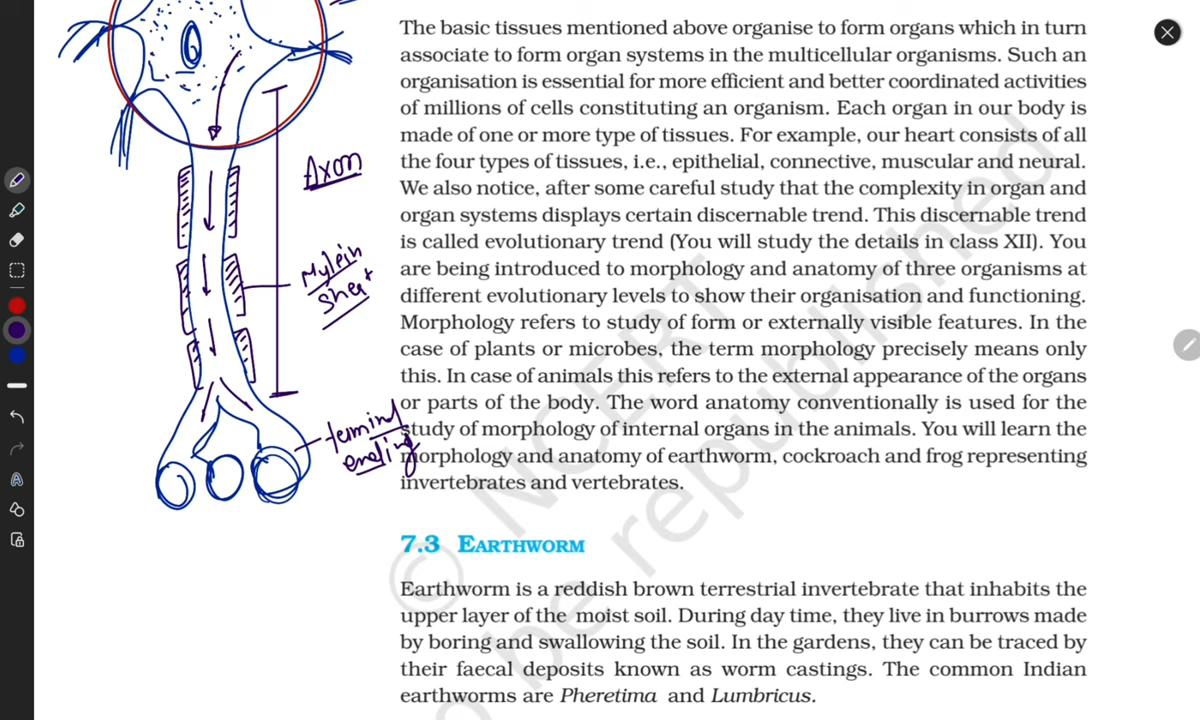 The basic tissues mentioned above organise to form organs which in turn
associate to form organ systems in the multicellular organisms. Such an
organisation is essential for more efficient and better coordinated activities
of millions of cells constituting an organism. Each organ in our body is
made of one or more type of tissues. For example, our heart consists of all
the four types of tissues, i.e., epithelial, connective, muscular and neural.
We also notice, after some careful study that the complexity in organ and
organ systems displays certain discernable trend. This discernable trend
is called evolutionary trend (You will study the details in class XII). You
are being introduced to morphology and anatomy of three organisms at
different evolutionary levels to show their organisation and functioning.
Morphology refers to study of form or externally visible features. In the
case of plants or microbes, the term morphology precisely means only
this. In case of animals this refers to the external appearance of the organs
or parts of the body. The word anatomy conventionally is used for the
study of morphology of internal organs in the animals. You will learn the
morphology and anatomy of earthworm, cockroach and frog representing
invertebrates and vertebrates.
7.3 EARTHWORM
Earthworm is a reddish brown terrestrial invertebrate that inhabits the
upper layer of the moist soil. During day time, they live in burrows made
by boring and swallowing the soil. In the gardens, they can be traced by
their faecal deposits known as worm castings. The common Indian
earthworms are Pheretima and Lumbricus.
Axon
Mylein
terminl
ending
© NCERT
be republished